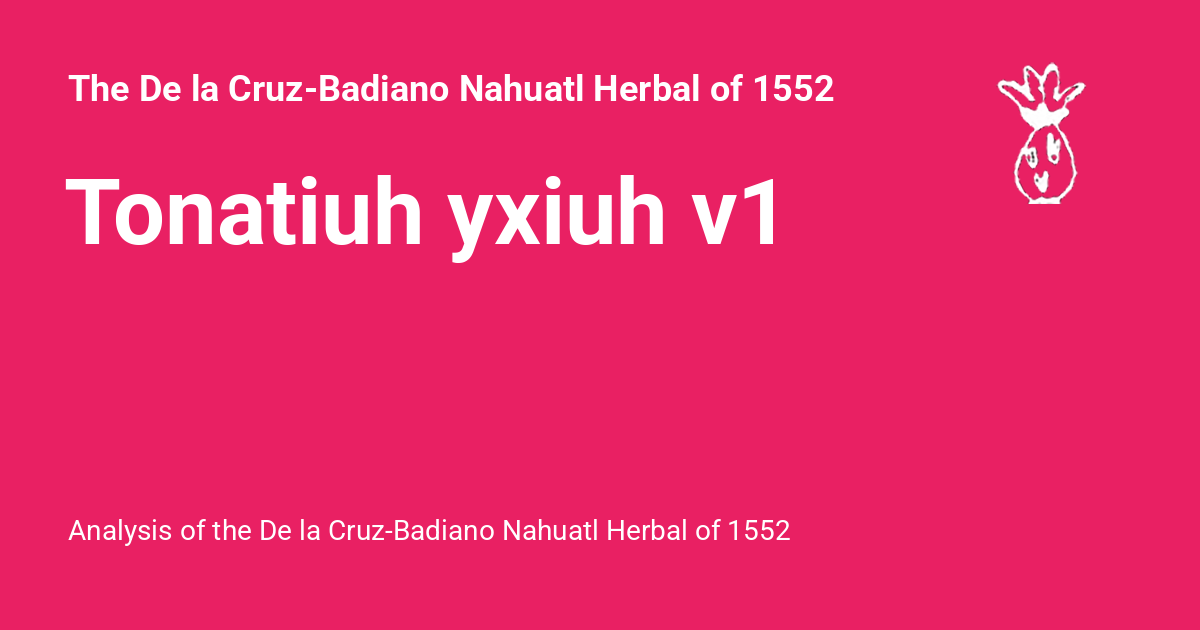 The De la Cruz-Badiano Nahuatl Herbal of 1552
Tonatiuh yxiuh v1
Analysis of the De la Cruz-Badiano Nahuatl Herbal of 1552